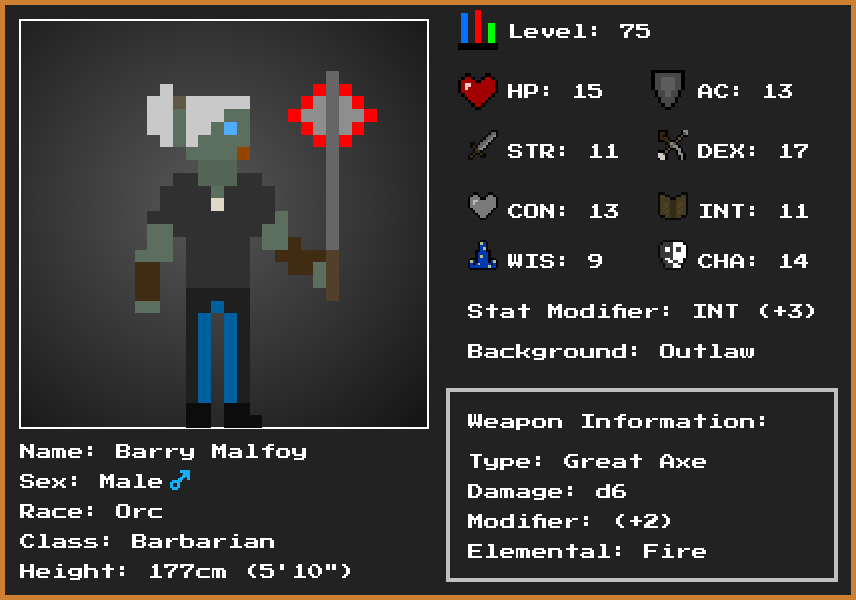 Level: 75
HP: 15 AC: 13
STR: 11 DEX: 17
CON: 13 INT: 11
WIS: 9 CHA: 14
Stat Modifier: INT (+3)
Background: Outlaw
Weapon Information:
Type: Great Axe
Damage: d6
Modifier: (+2)
Elemental: Fire
Name: Barry Malfoy
Sex: Male♂
Race: Orc
Class: Barbarian
Height: 177cm (5'10")